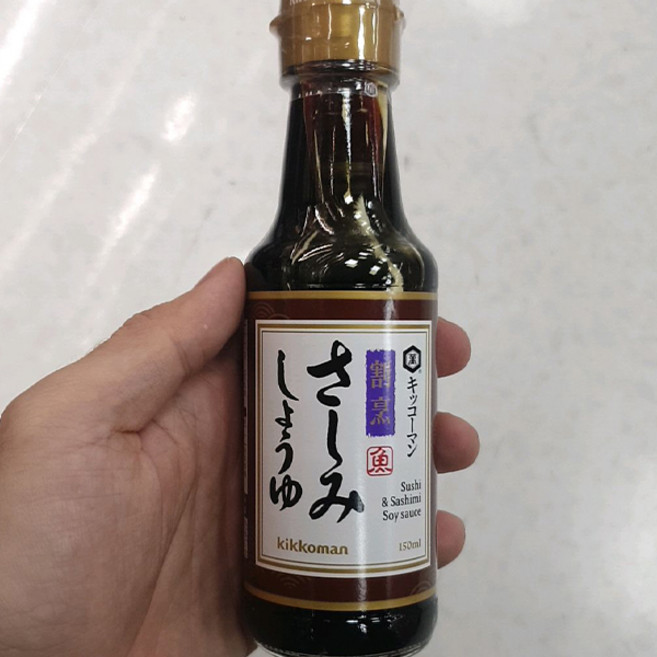 萬
キッコーマン
割烹
さしみ
しょうゆ
魚
Sushi
& Sashimi
Soy sauce
kikkoman
150ml